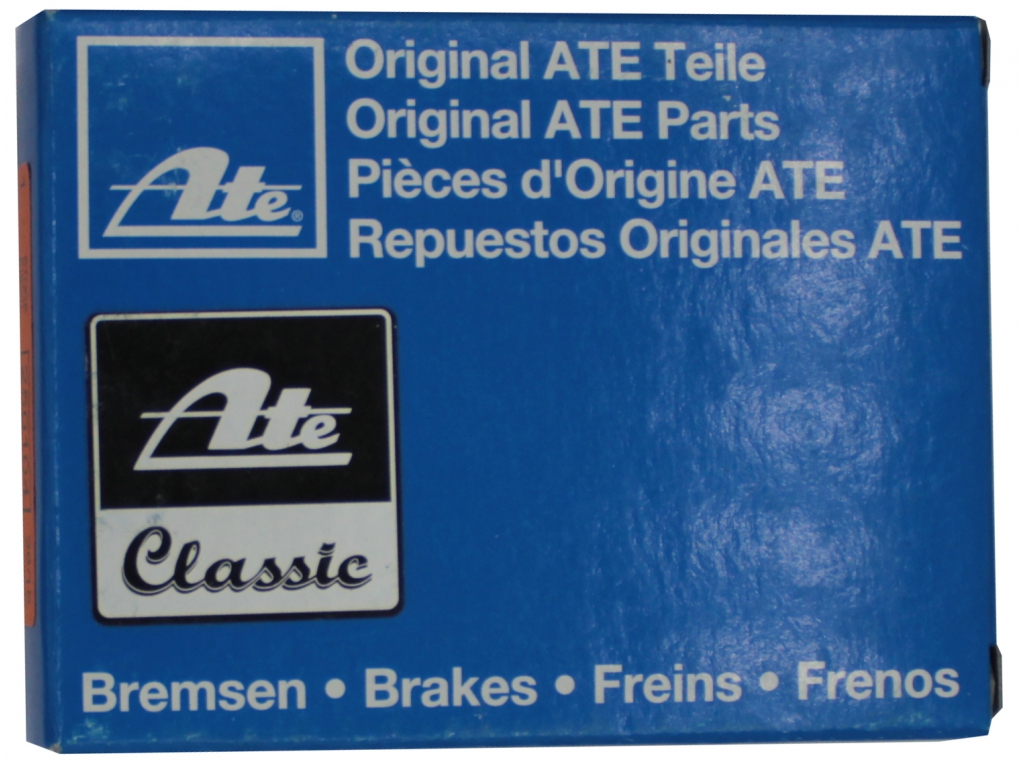 Ate®
Original ATE Teile
Original ATE Parts
Pièces d'Origine ATE
Repuestos Originales ATE
Ate
Classic
Bremsen • Brakes • Freins • Frenos